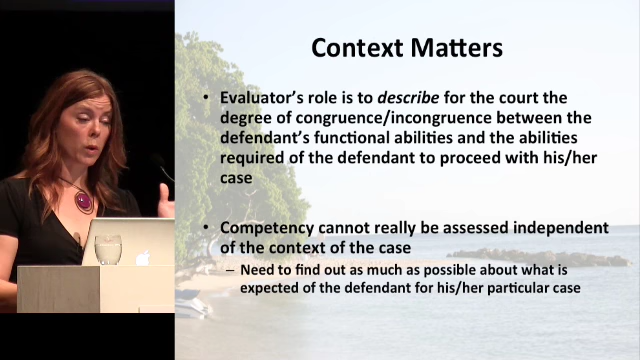 Context Matters
• Evaluator's role is to describe for the court the
degree of congruence/incongruence between the
defendant's functional abilities and the abilities
required of the defendant to proceed with his/her
case
• Competency cannot really be assessed independent
of the context of the case
– Need to find out as much as possible about what is
expected of the defendant for his/her particular case